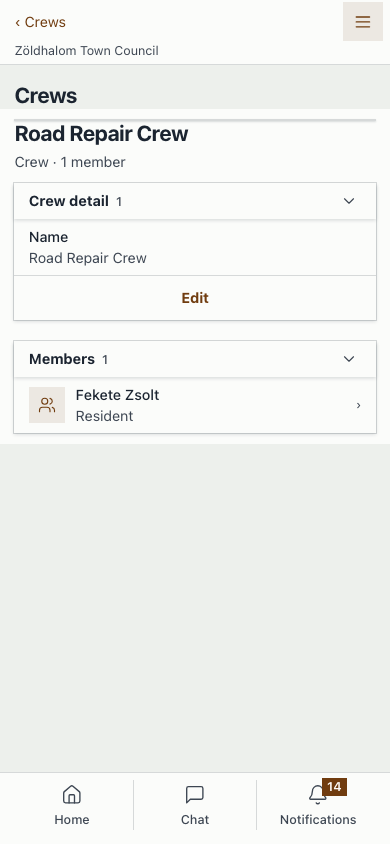 ‹ Crews
Zöldhalom Town Council
Crews
Road Repair Crew
Crew · 1 member
Crew detail 1
Name
Road Repair Crew
Edit
Members 1
Fekete Zsolt
Resident
›
14
Home
Chat
Notifications